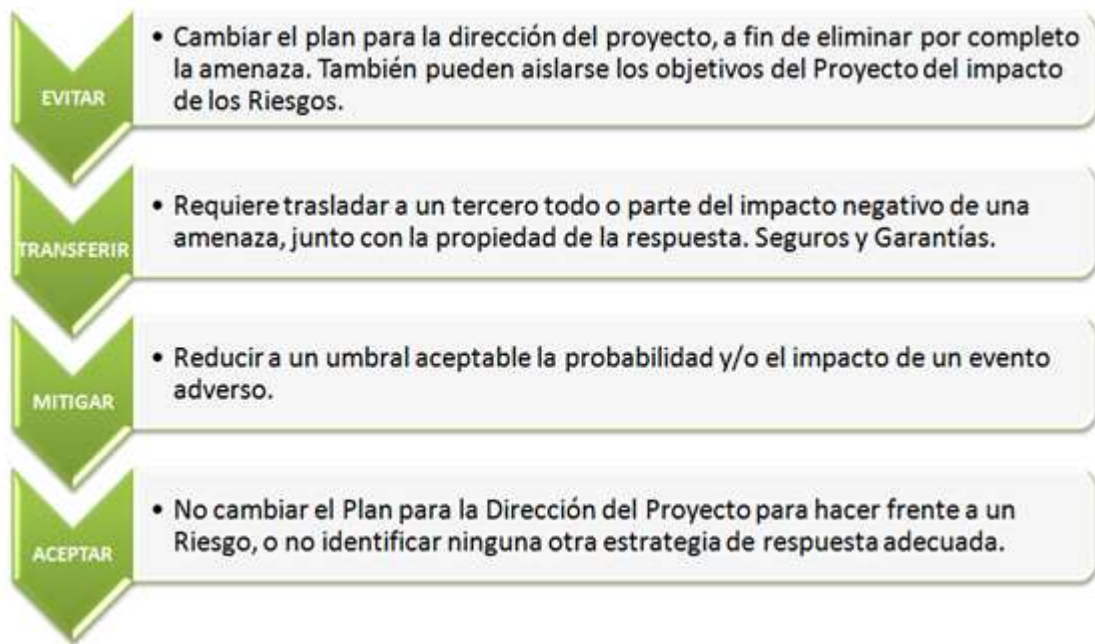 • Cambiar el plan para la dirección del proyecto, a fin de eliminar por completo
la amenaza. También pueden aislarse los objetivos del Proyecto del impacto
de los Riesgos.
EVITAR
• Requiere trasladar a un tercero todo o parte del impacto negativo de una
amenaza, junto con la propiedad de la respuesta. Seguros y Garantías.
TRANSFERIR
• Reducir a un umbral aceptable la probabilidad y/o el impacto de un evento
adverso.
MITIGAR
• No cambiar el Plan para la Dirección del Proyecto para hacer frente a un
Riesgo, o no identificar ninguna otra estrategia de respuesta adecuada.
ACEPTAR